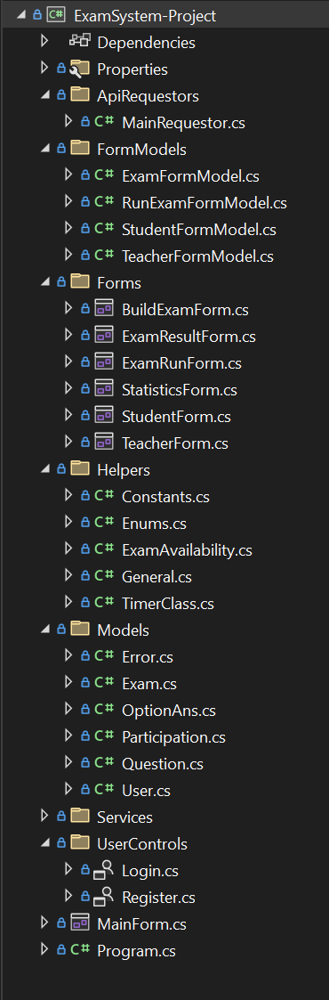 C# ExamSystem-Project
Dependencies
Properties
ApiRequestors
C# MainRequestor.cs
FormModels
C# ExamFormModel.cs
C# RunExamFormModel.cs
C# StudentFormModel.cs
C# TeacherFormModel.cs
Forms
BuildExamForm.cs
ExamResultForm.cs
ExamRunForm.cs
StatisticsForm.cs
StudentForm.cs
TeacherForm.cs
Helpers
C# Constants.cs
C# Enums.cs
C# ExamAvailability.cs
C# General.cs
C# TimerClass.cs
Models
C# Error.cs
C# Exam.cs
C# OptionAns.cs
C# Participation.cs
C# Question.cs
C# User.cs
Services
UserControls
Login.cs
Register.cs
MainForm.cs
C# Program.cs